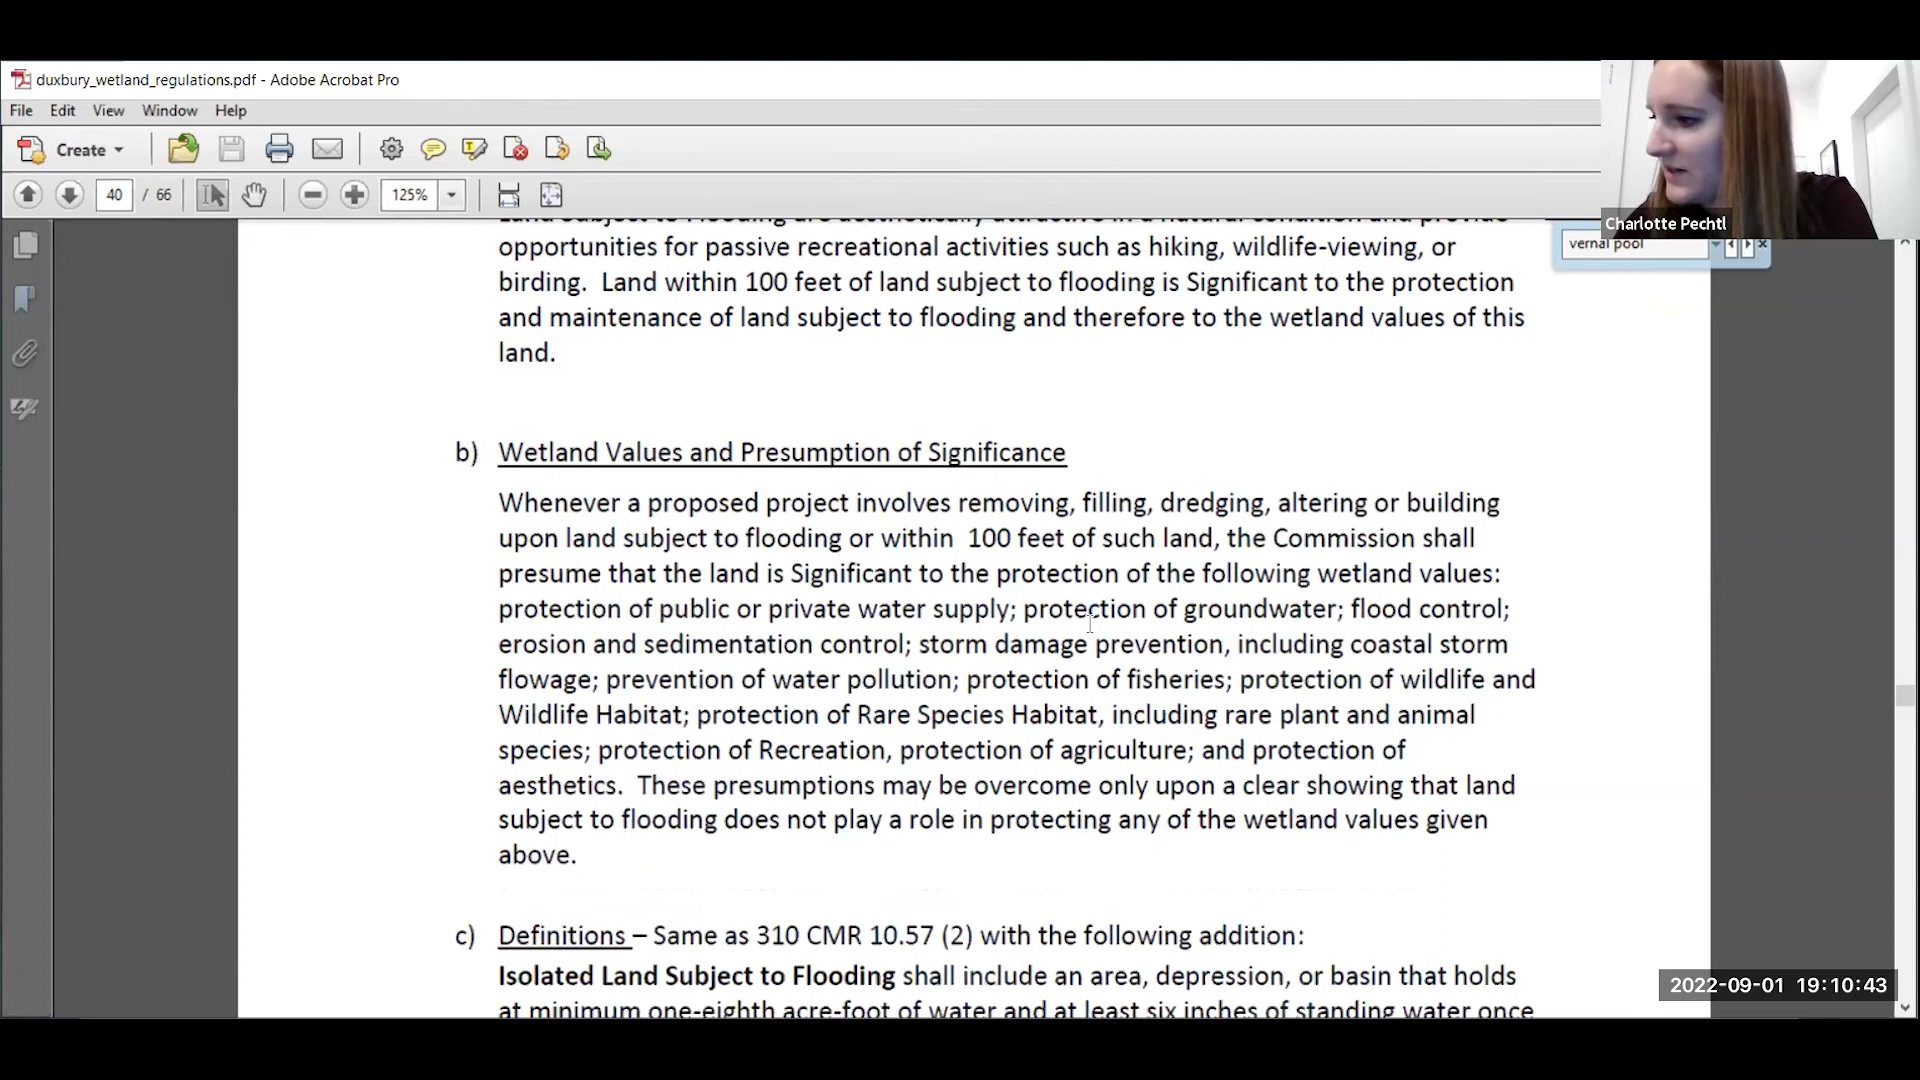 duxbury_wetland_regulations.pdf - Adobe Acrobat Pro
File Edit View Window Help
Create
40 / 66 125%
Charlotte Pechtl
vernal pool
Land Subject to Flooding are aesthetically attractive in a natural condition and provide
opportunities for passive recreational activities such as hiking, wildlife-viewing, or
birding. Land within 100 feet of land subject to flooding is Significant to the protection
and maintenance of land subject to flooding and therefore to the wetland values of this
land.
b) Wetland Values and Presumption of Significance
Whenever a proposed project involves removing, filling, dredging, altering or building
upon land subject to flooding or within 100 feet of such land, the Commission shall
presume that the land is Significant to the protection of the following wetland values:
protection of public or private water supply; protection of groundwater; flood control;
erosion and sedimentation control; storm damage prevention, including coastal storm
flowage; prevention of water pollution; protection of fisheries; protection of wildlife and
Wildlife Habitat; protection of Rare Species Habitat, including rare plant and animal
species; protection of Recreation, protection of agriculture; and protection of
aesthetics. These presumptions may be overcome only upon a clear showing that land
subject to flooding does not play a role in protecting any of the wetland values given
above.
c) Definitions – Same as 310 CMR 10.57 (2) with the following addition:
Isolated Land Subject to Flooding shall include an area, depression, or basin that holds
at minimum one-eighth acre-foot of water and at least six inches of standing water once
2022-09-01 19:10:43